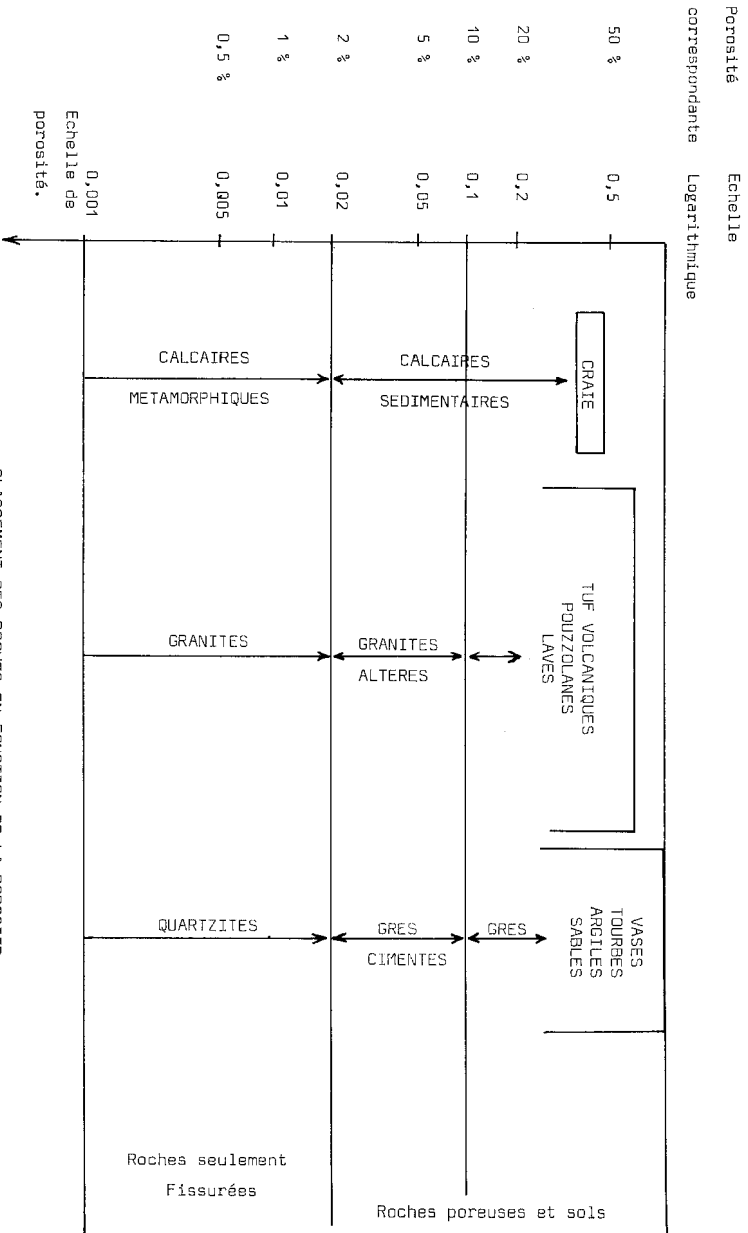 Porosité
correspondante
Echelle
Logarithmique
50 %
20 %
10 %
5 %
2 %
1 %
0,5 %
0,5
0,2
0,1
0,05
0,02
0,01
0,005
0,001
Echelle de
porosité.
CRAIE
CALCAIRES
SEDIMENTAIRES
CALCAIRES
METAMORPHIQUES
TUF VOLCANIQUES
POUZZOLANES
LAVES
GRANITES
ALTERES
GRANITES
VASES
TOURBES
ARGILES
SABLES
GRES
GRES
CIMENTES
QUARTZITES
Roches poreuses et sols
Roches seulement
Fissurées